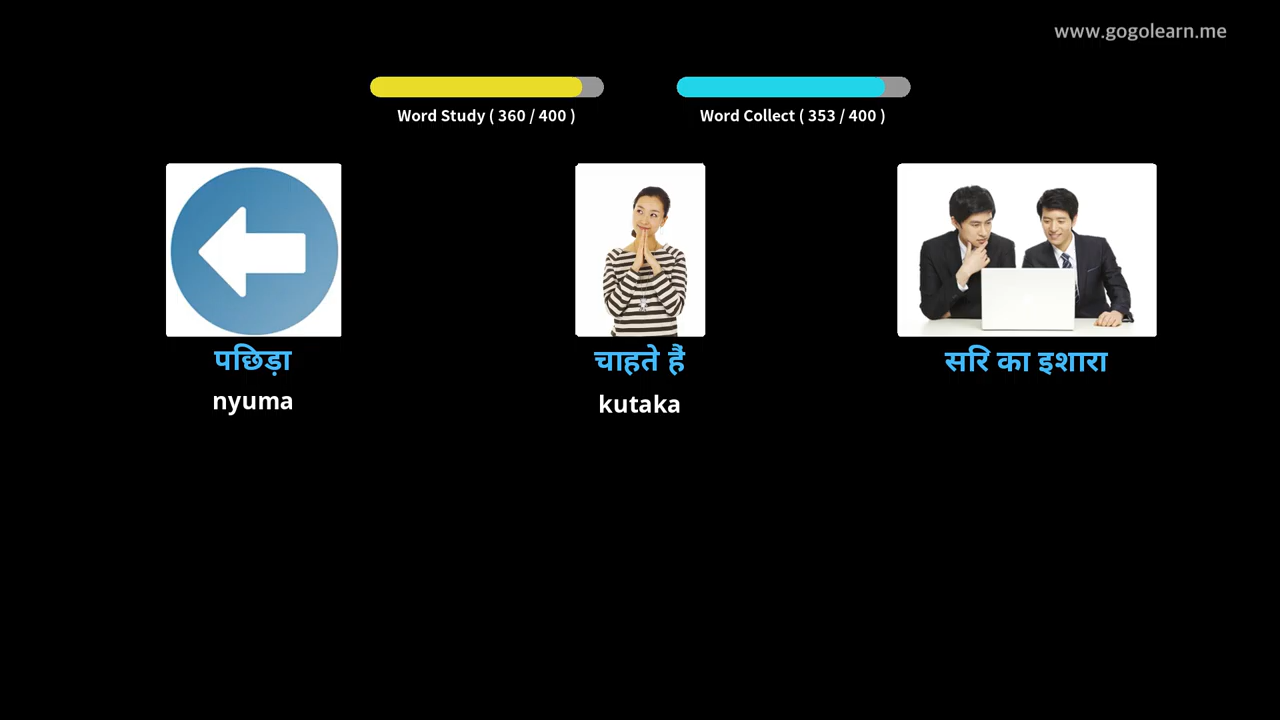 www.gogolearn.me
Word Study ( 360 / 400 )
Word Collect ( 353 / 400 )
पछिड़ा
चाहते हैं
सरि का इशारा
nyuma
kutaka